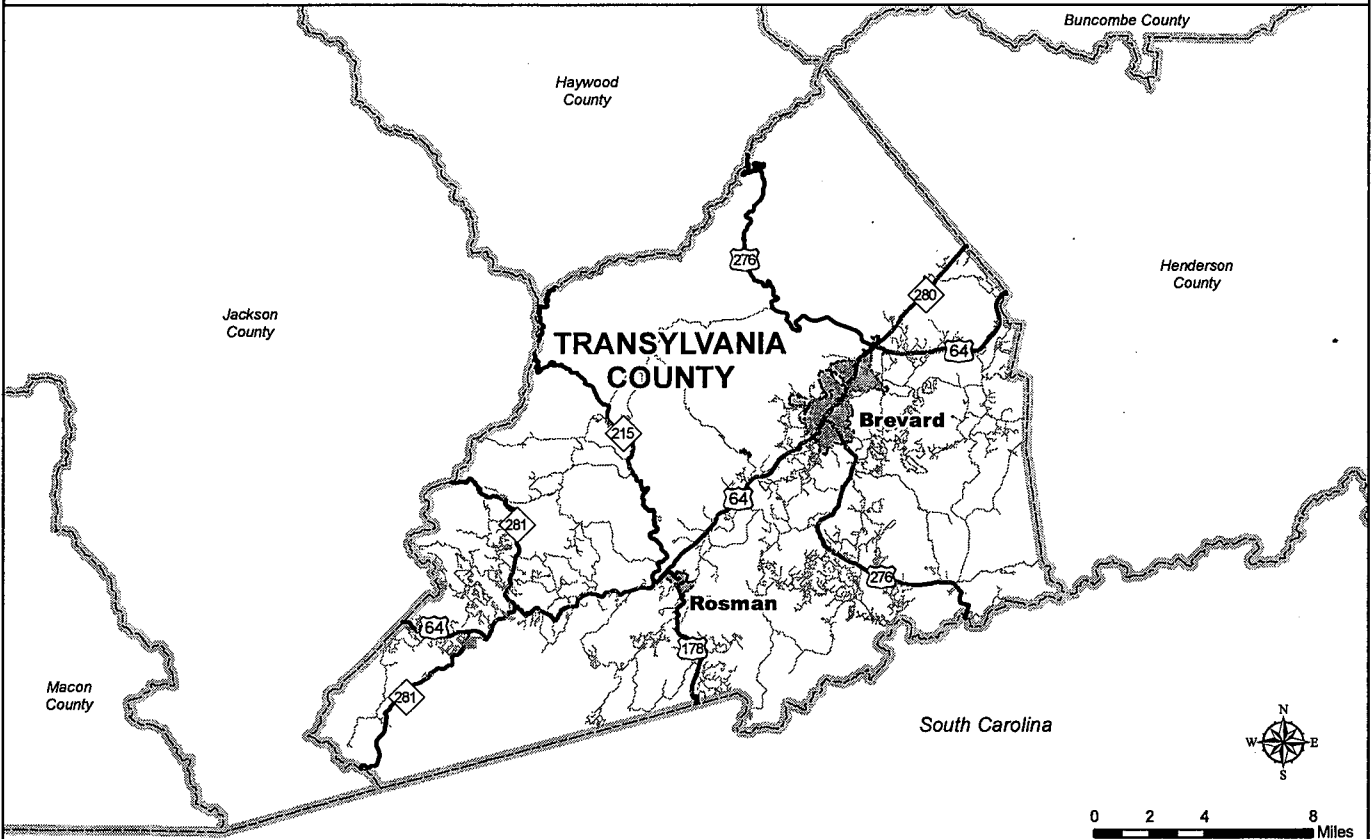 Buncombe County
Haywood
County
276
Henderson
County
280
Jackson
County
TRANSYLVANIA
COUNTY
64
Brevard
215
64
281
276
Rosman
64
178
Macon
County
281
South Carolina
N
W E
S
0 2 4 8 Miles